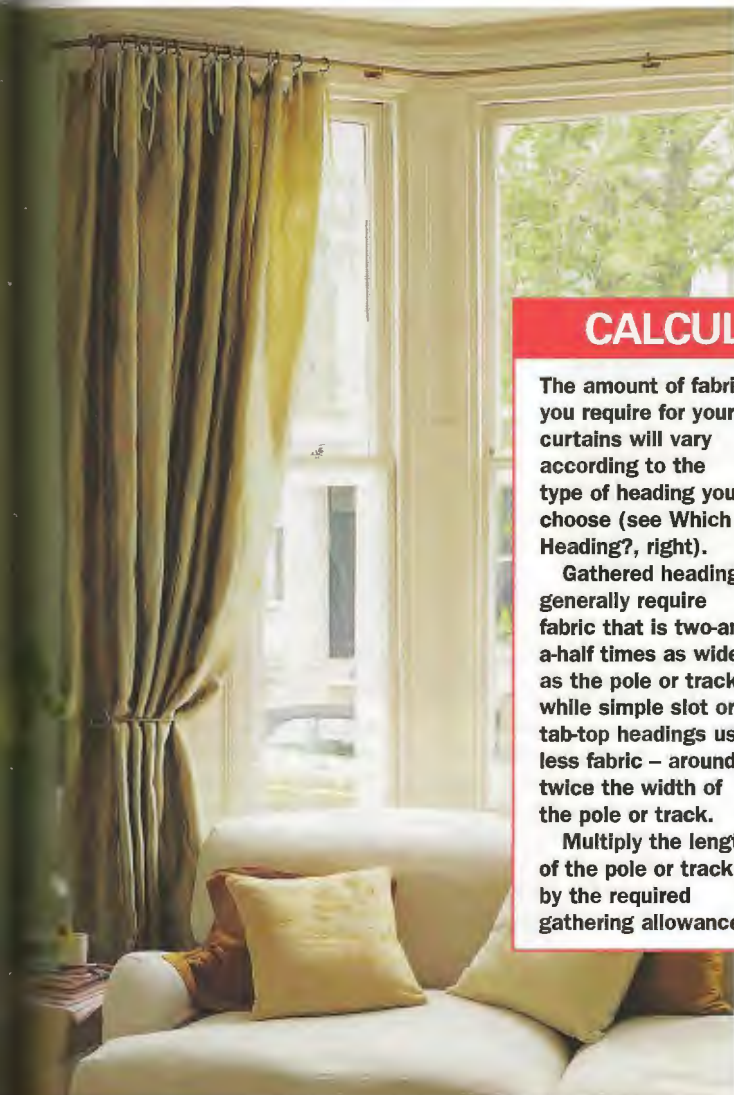 CALCUL
The amount of fabri
you require for your
curtains will vary
according to the
type of heading you
choose (see Which
Heading?, right).
Gathered heading
generally require
fabric that is two-an
a-half times as wide
as the pole or track
while simple slot or
tab-top headings us
less fabric – around
twice the width of
the pole or track.
Multiply the lengt
of the pole or track
by the required
gathering allowance